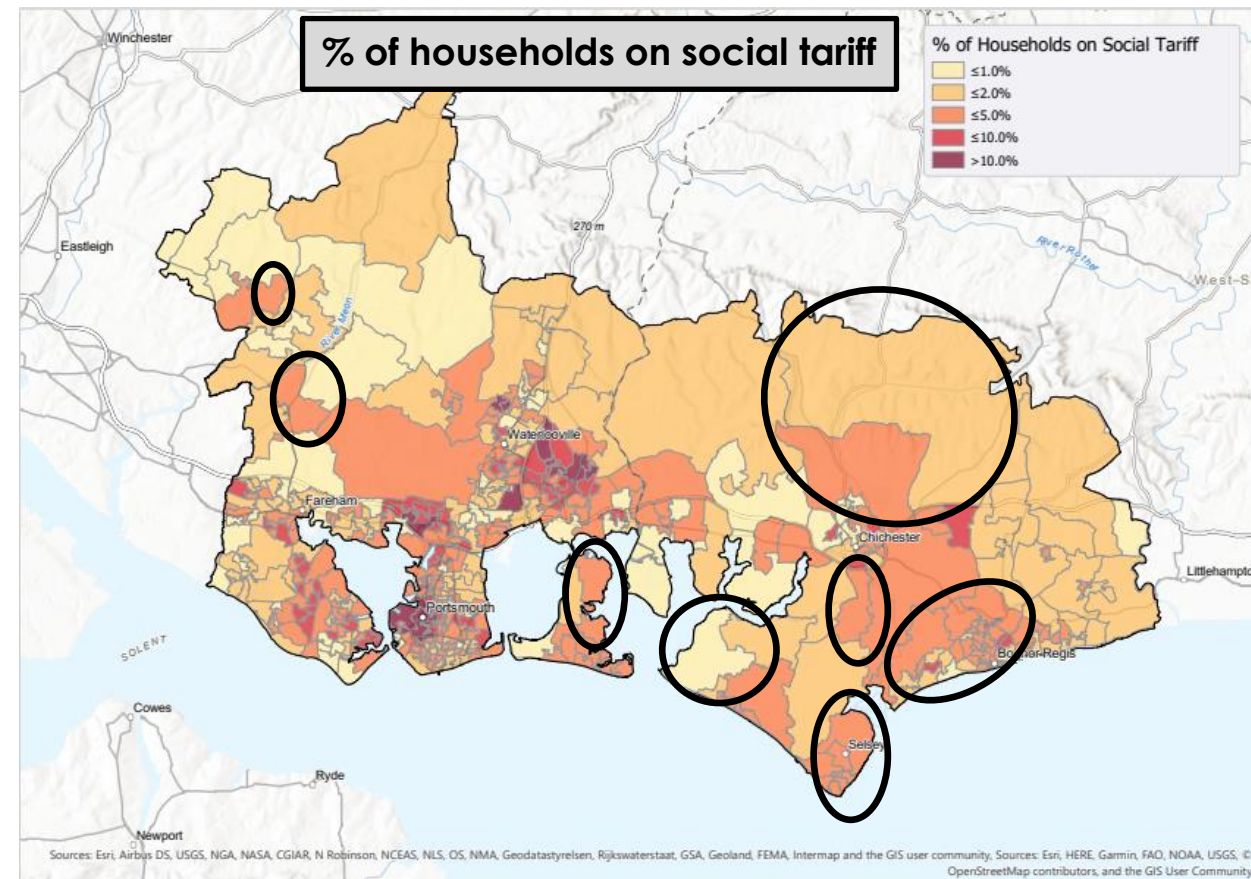 % of households on social tariff
% of Households on Social Tariff
≤1.0%
≤2.0%
≤5.0%
≤10.0%
>10.0%
Winchester
270 m
Eastleigh
River Rother
West-S
River Meon
Waterlooville
Fareham
Chichester
Littlehampto
Portsmouth
SOLENT
Bognor Regis
Cowes
Selsey
Ryde
Newport
Sources: Esri, Airbus DS, USGS, NGA, NASA, CGIAR, N Robinson, NCEAS, NLS, OS, NMA, Geodatastyrelsen, Rijkswaterstaat, GSA, Geoland, FEMA, Intermap and the GIS user community, Sources: Esri, HERE, Garmin, FAO, NOAA, USGS, ©
OpenStreetMap contributors, and the GIS User Community